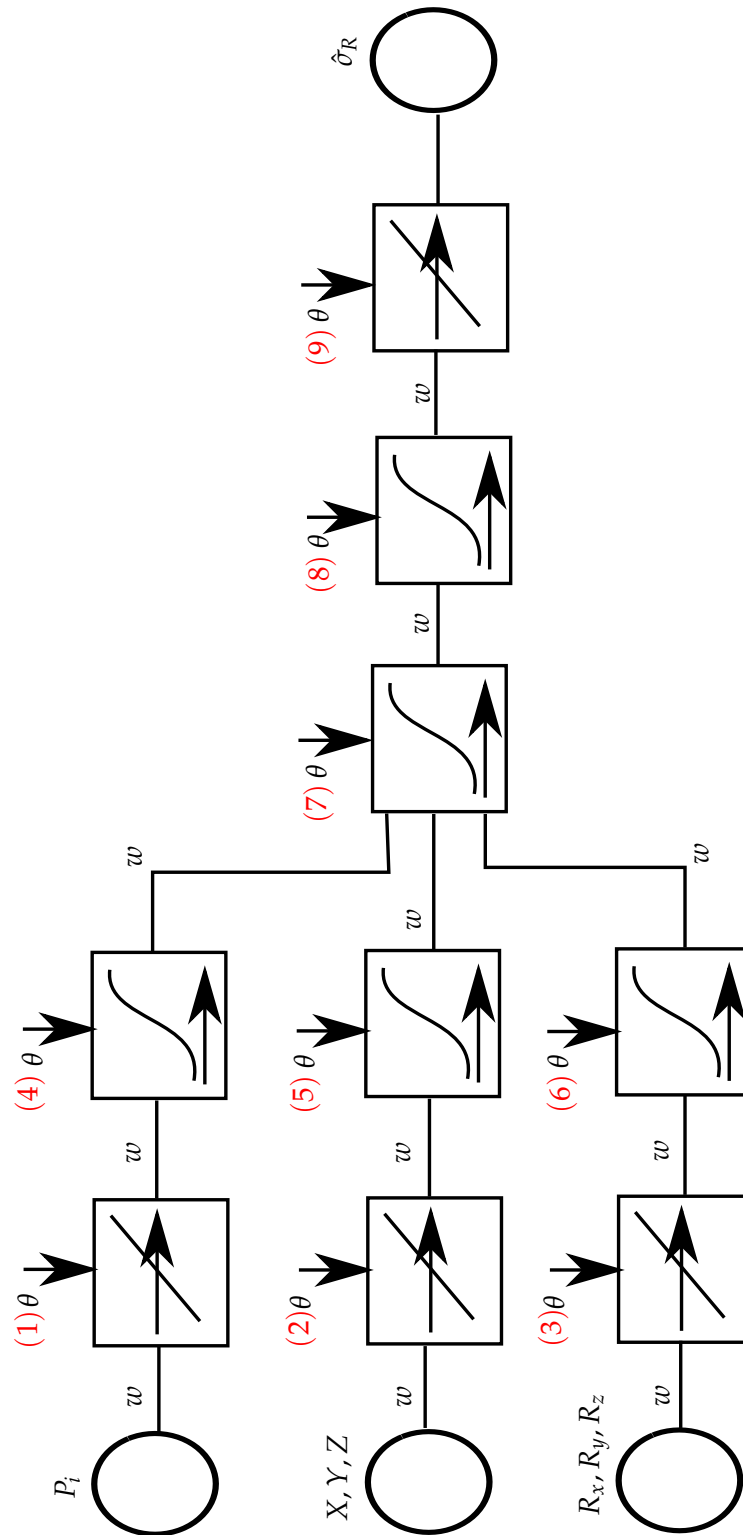 P_i
w
(1)θ
w
(4) θ
w
X, Y, Z
w
(2)θ
w
(5) θ
w
(7) θ
w
(8) θ
w
(9) θ
σ̂_R
R_x, R_y, R_z
w
(3)θ
w
(6) θ
w